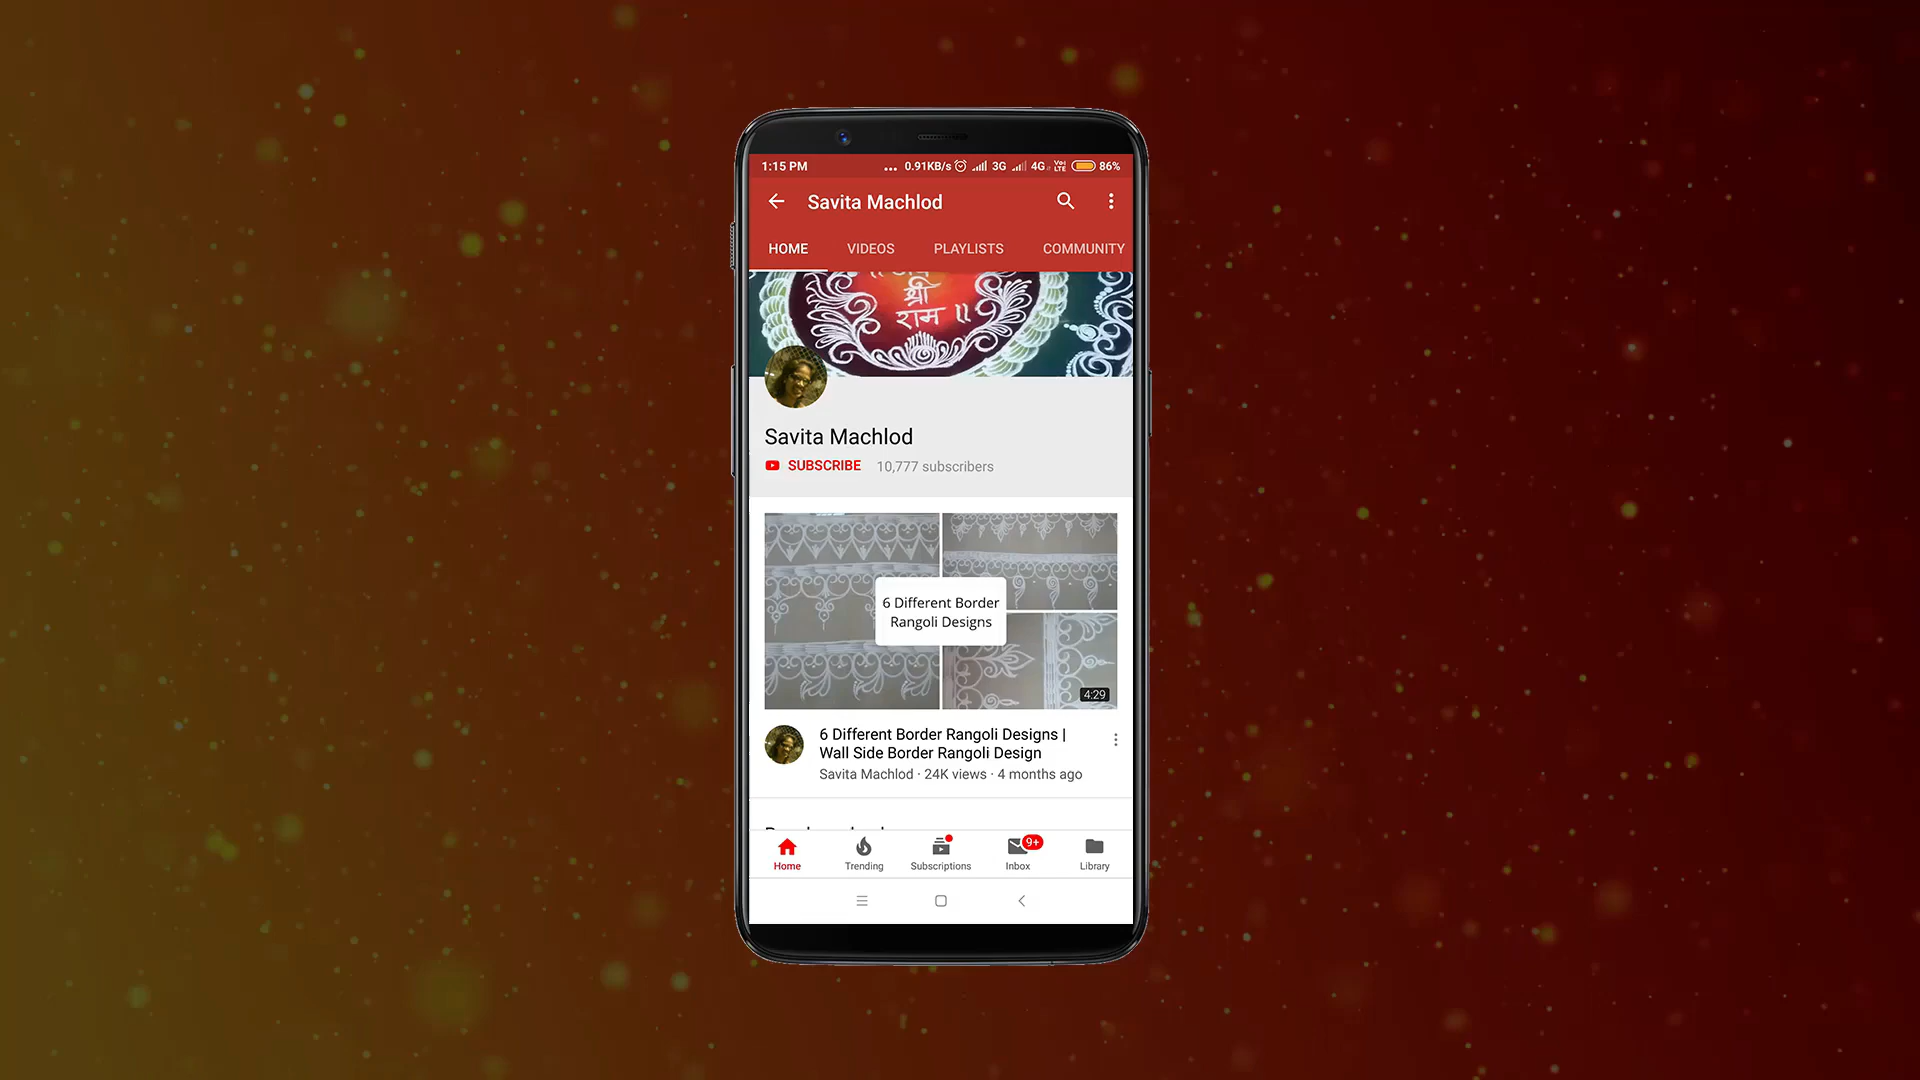 1:15 PM ... 0.91KB/s 3G 4G Vo) LTE 86%
Savita Machlod
HOME VIDEOS PLAYLISTS COMMUNITY
श्री
राम ॥
Savita Machlod
SUBSCRIBE 10,777 subscribers
6 Different Border
Rangoli Designs
4:29
6 Different Border Rangoli Designs |
Wall Side Border Rangoli Design
Savita Machlod · 24K views · 4 months ago
9+
Home Trending Subscriptions Inbox Library